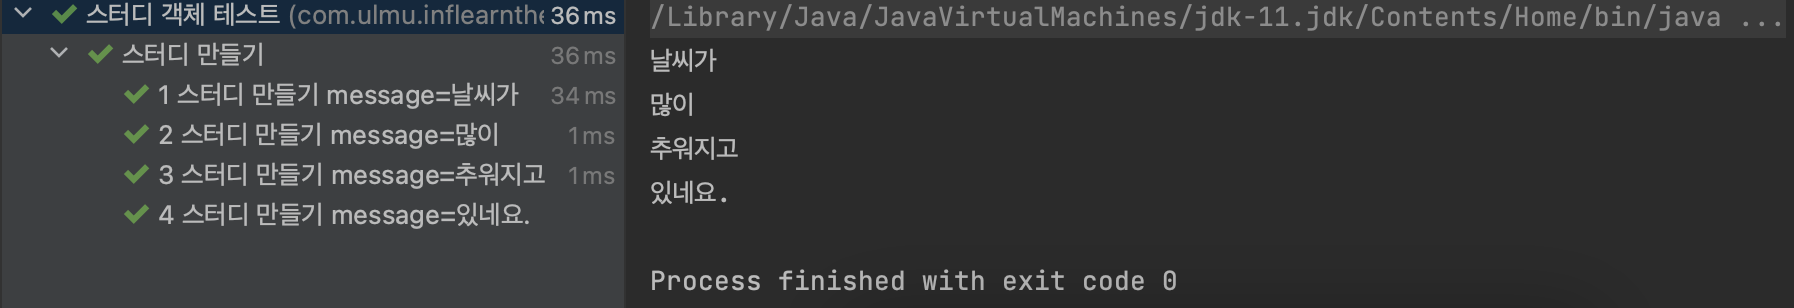 스터디 객체 테스트 (com.ulmu.inflearnthe 36 ms
스터디 만들기 36 ms
1 스터디 만들기 message=날씨가 34 ms
2 스터디 만들기 message=많이 1 ms
3 스터디 만들기 message=추워지고 1 ms
4 스터디 만들기 message=있네요.
/Library/Java/JavaVirtualMachines/jdk-11.jdk/Contents/Home/bin/java ...
날씨가
많이
추워지고
있네요.
Process finished with exit code 0